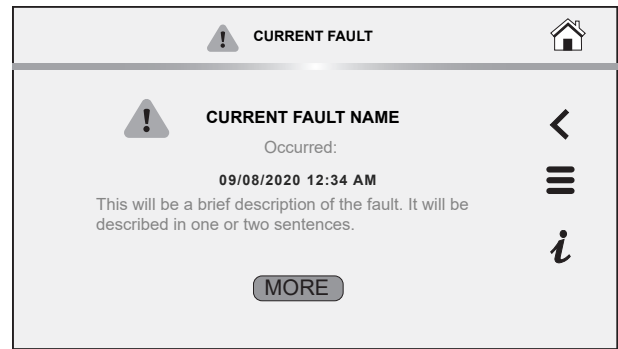 CURRENT FAULT
CURRENT FAULT NAME
Occurred:
09/08/2020 12:34 AM
This will be a brief description of the fault. It will be
described in one or two sentences.
MORE